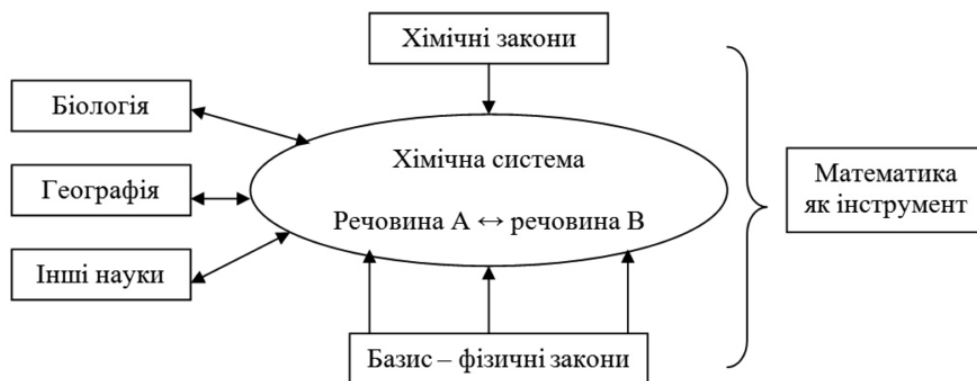 Хімічні закони
Біологія
Географія
Інші науки
Хімічна система
Речовина А ↔ речовина В
Математика
як інструмент
Базис – фізичні закони